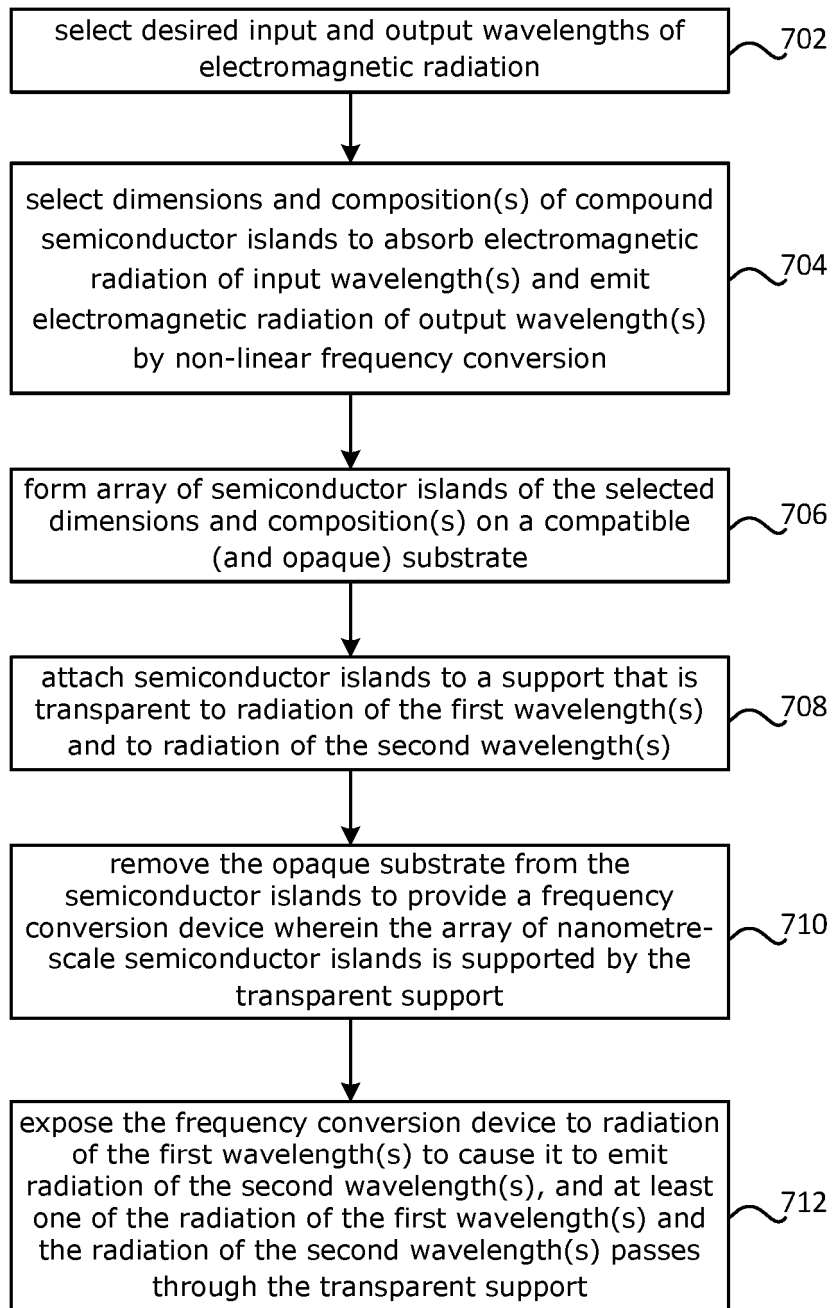 select desired input and output wavelengths of
electromagnetic radiation
702
select dimensions and composition(s) of compound
semiconductor islands to absorb electromagnetic
radiation of input wavelength(s) and emit
electromagnetic radiation of output wavelength(s)
by non-linear frequency conversion
704
form array of semiconductor islands of the selected
dimensions and composition(s) on a compatible
(and opaque) substrate
706
attach semiconductor islands to a support that is
transparent to radiation of the first wavelength(s)
and to radiation of the second wavelength(s)
708
remove the opaque substrate from the
semiconductor islands to provide a frequency
conversion device wherein the array of nanometre-
scale semiconductor islands is supported by the
transparent support
710
expose the frequency conversion device to radiation
of the first wavelength(s) to cause it to emit
radiation of the second wavelength(s), and at least
one of the radiation of the first wavelength(s) and
the radiation of the second wavelength(s) passes
through the transparent support
712